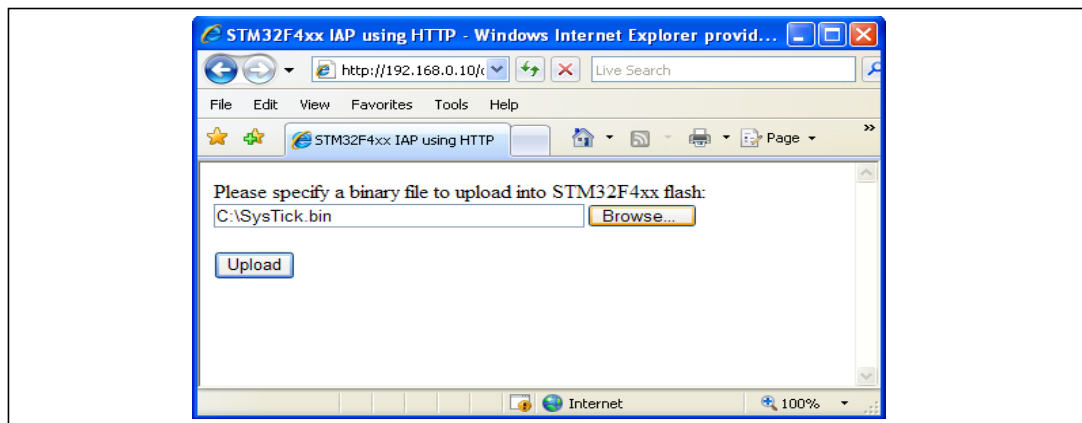 STM32F4xx IAP using HTTP - Windows Internet Explorer provid...
http://192.168.0.10/c
Live Search
File Edit View Favorites Tools Help
STM32F4xx IAP using HTTP
Page
»
Please specify a binary file to upload into STM32F4xx flash:
C:\SysTick.bin
Browse...
Upload
Internet
100%